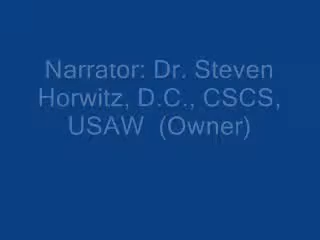 Narrator: Dr. Steven
Horwitz, D.C., CSCS,
USAW (Owner)